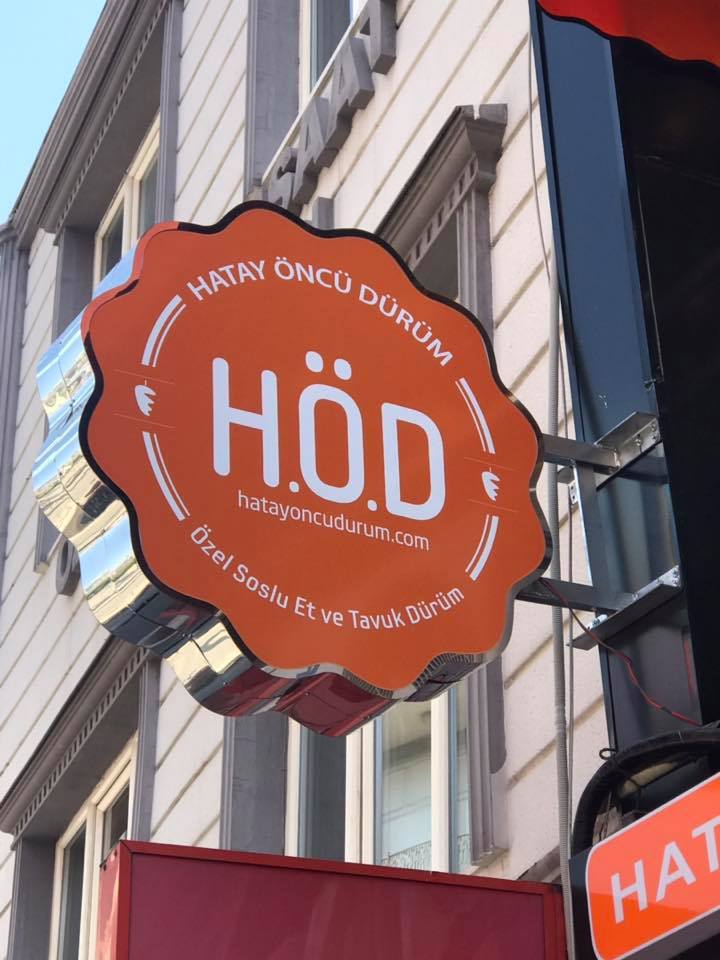 HATAY ÖNCÜ DÜRÜM
H.Ö.D
hatayoncudurum.com
Özel Soslu Et ve Tavuk Dürüm
HAT